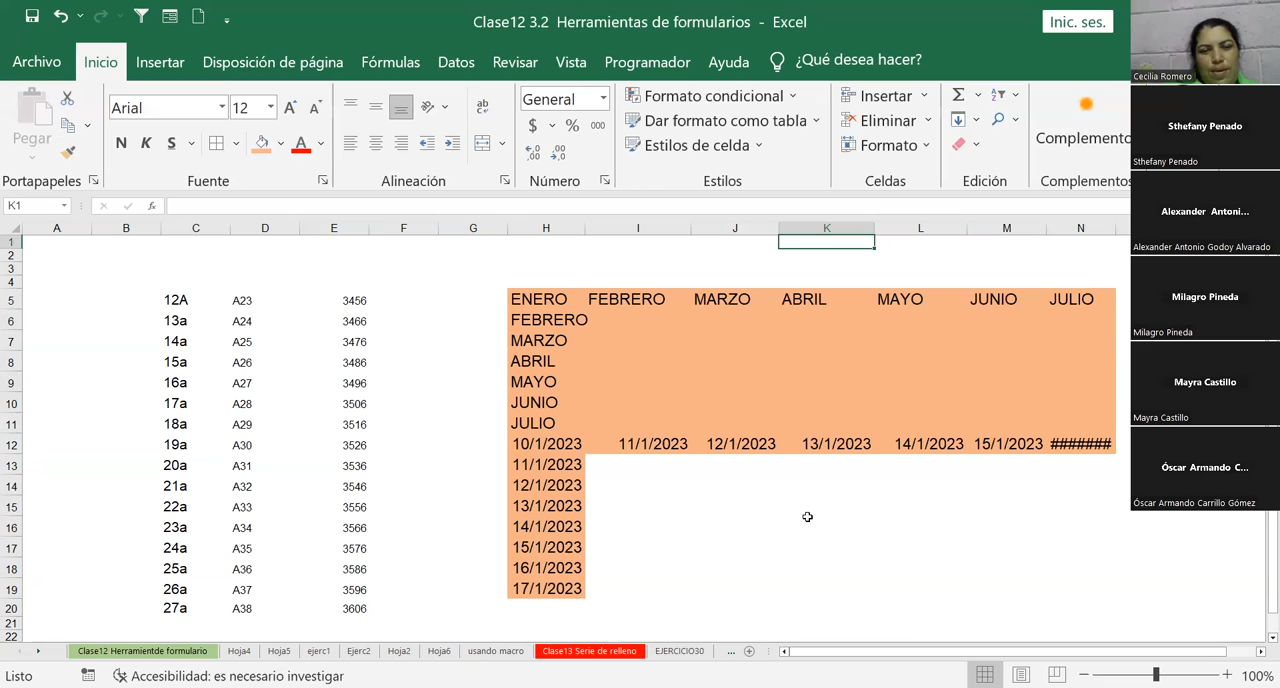 Clase12 3.2 Herramientas de formularios - Excel
Inic. ses.
Archivo Inicio Insertar Disposición de página Fórmulas Datos Revisar Vista Programador Ayuda ¿Qué desea hacer?
Pegar
Arial 12
N K S
General
$ % 000
Formato condicional
Dar formato como tabla
Estilos de celda
Insertar
Eliminar
Formato
Complemento
Portapapeles Fuente Alineación Número Estilos Celdas Edición Complementos
K1 fx
A B C D E F G H I J K L M N
1
2
3
4
5 12A A23 3456 ENERO FEBRERO MARZO ABRIL MAYO JUNIO JULIO
6 13a A24 3466 FEBRERO
7 14a A25 3476 MARZO
8 15a A26 3486 ABRIL
9 16a A27 3496 MAYO
10 17a A28 3506 JUNIO
11 18a A29 3516 JULIO
12 19a A30 3526 10/1/2023 11/1/2023 12/1/2023 13/1/2023 14/1/2023 15/1/2023 #######
13 20a A31 3536 11/1/2023
14 21a A32 3546 12/1/2023
15 22a A33 3556 13/1/2023
16 23a A34 3566 14/1/2023
17 24a A35 3576 15/1/2023
18 25a A36 3586 16/1/2023
19 26a A37 3596 17/1/2023
20 27a A38 3606
21
22
Clase12 Herramientde formulario Hoja4 Hoja5 ejerc1 Ejerc2 Hoja2 Hoja6 usando macro Clase13 Serie de relleno EJERCICIO30 ...
Listo Accesibilidad: es necesario investigar 100%
Cecilia Romero
Sthefany Penado
Sthefany Penado
Alexander Antoni...
Alexander Antonio Godoy Alvarado
Milagro Pineda
Milagro Pineda
Mayra Castillo
Mayra Castillo
Óscar Armando C...
Óscar Armando Carrillo Gómez